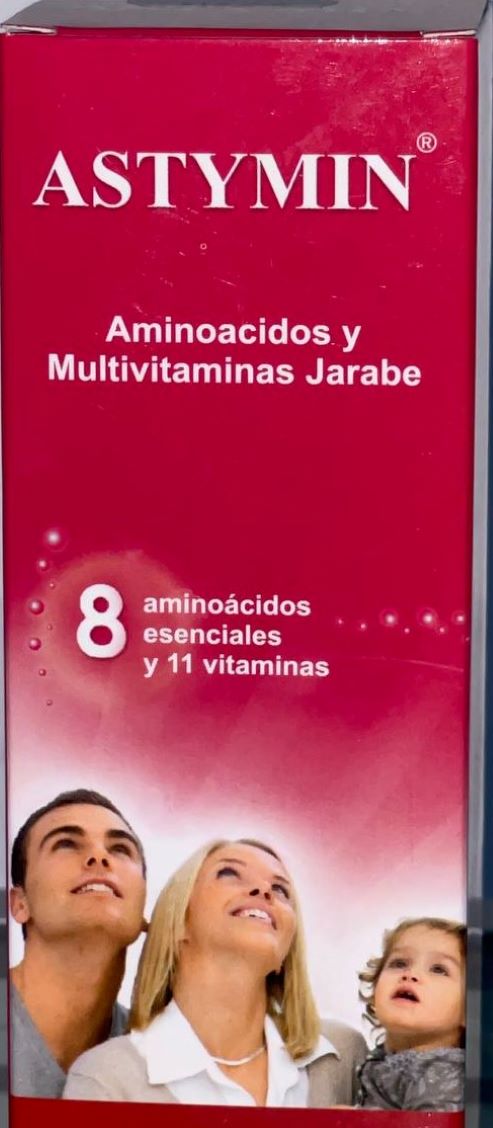 ASTYMIN®
Aminoacidos y
Multivitaminas Jarabe
8 aminoácidos
esenciales
y 11 vitaminas